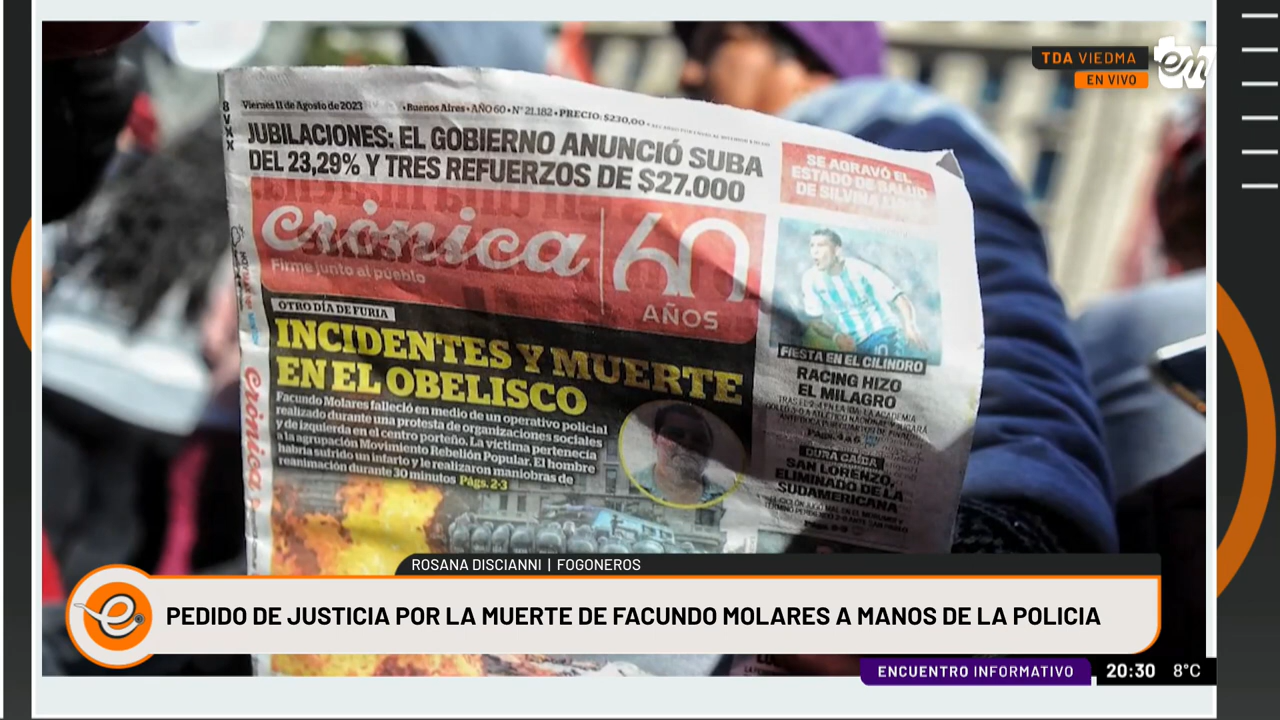 TDA VIEDMA
EN VIVO
8 V X X
Viernes 11 de Agosto de 2023
• Buenos Aires • AÑO 60 • N° 21.182 • PRECIO: $230,00
JUBILACIONES: EL GOBIERNO ANUNCIÓ SUBA
DEL 23,29% Y TRES REFUERZOS DE $27.000
crónica
Firme junto al pueblo
60
AÑOS
SE AGRAVÓ EL
ESTADO DE SALUD
DE SILVINA
OTRO DÍA DE FURIA
INCIDENTES Y MUERTE
EN EL OBELISCO
Facundo Molares falleció en medio de un operativo policial
realizado durante una protesta de organizaciones sociales
y de izquierda en el centro porteño. La víctima pertenecía
a la agrupación Movimiento Rebelión Popular. El hombre
habría sufrido un infarto y le realizaron maniobras de
reanimación durante 30 minutos Págs. 2-3
FIESTA EN EL CILINDRO
RACING HIZO
EL MILAGRO
DURA CAÍDA
SAN LORENZO,
ELIMINADO DE LA
SUDAMERICANA
crónica
ROSANA DISCIANNI | FOGONEROS
e
PEDIDO DE JUSTICIA POR LA MUERTE DE FACUNDO MOLARES A MANOS DE LA POLICIA
ENCUENTRO INFORMATIVO
20:30 8°C